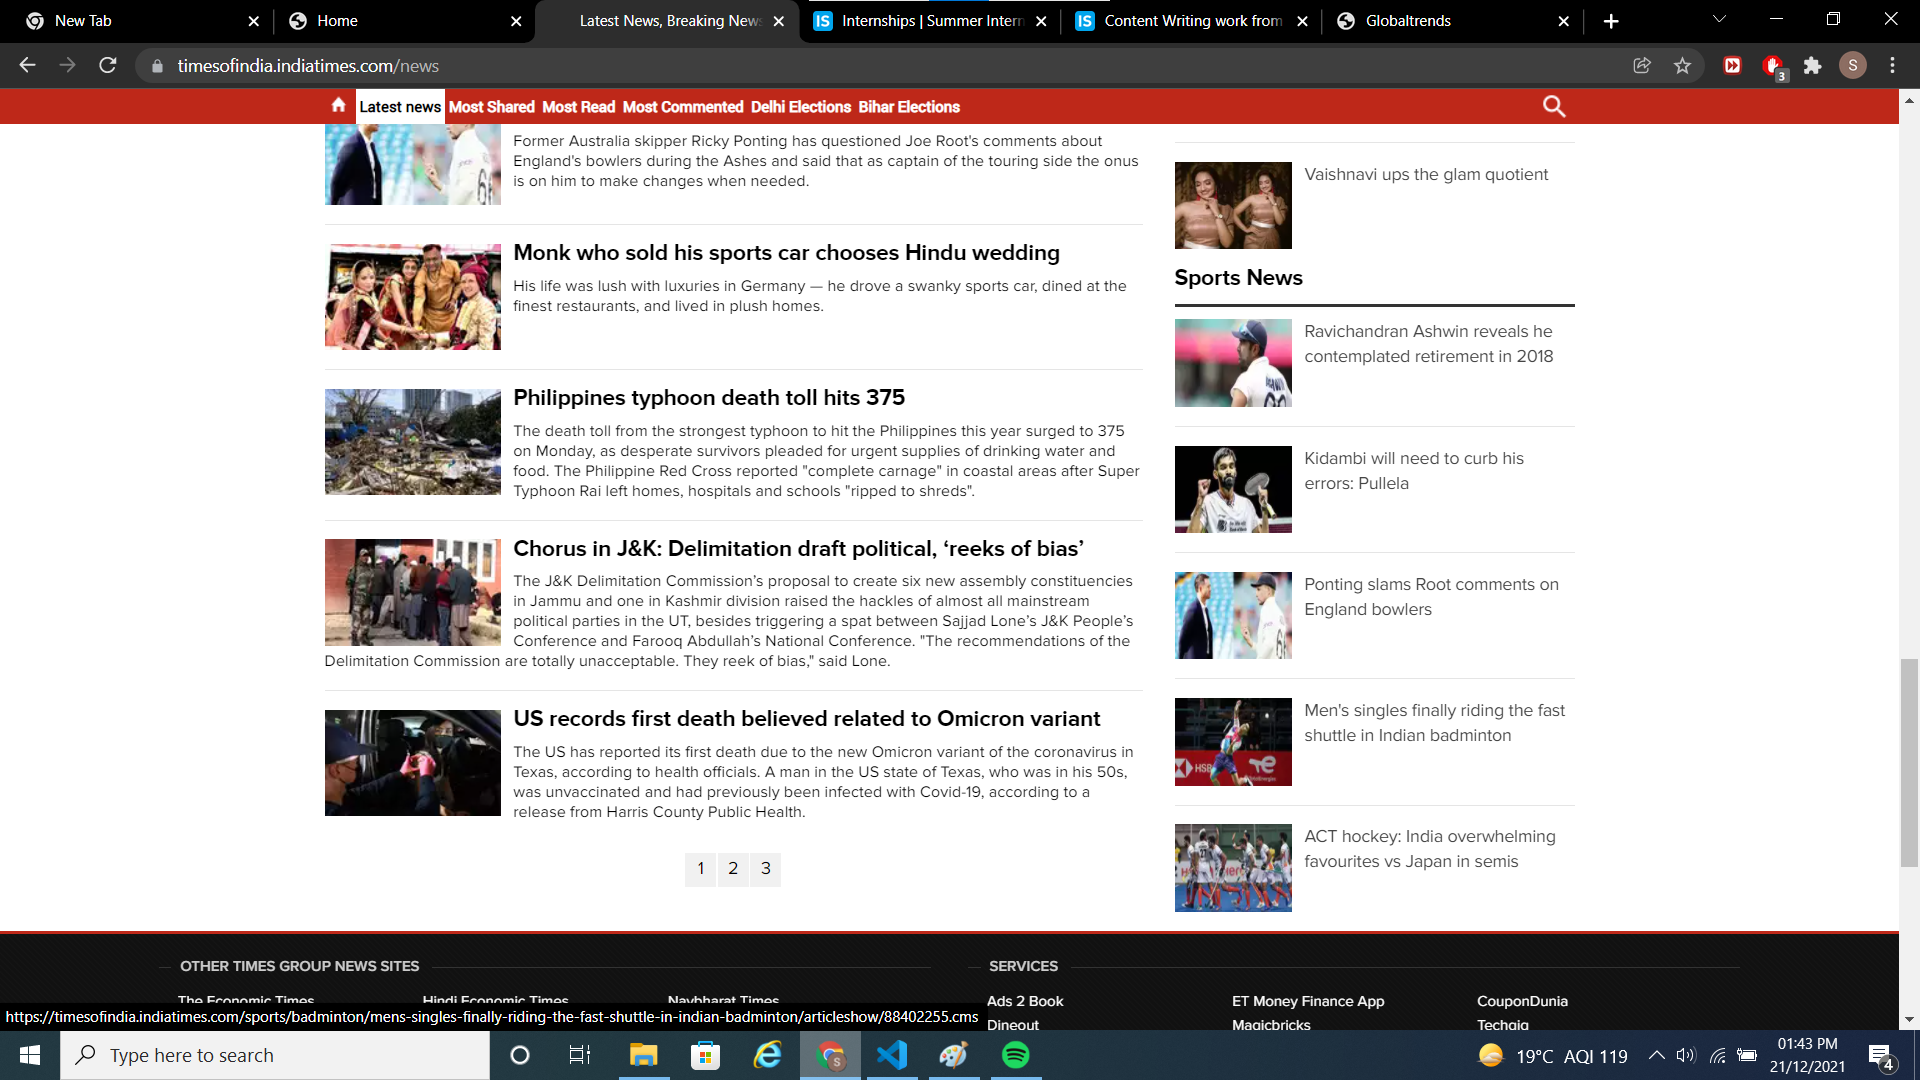 New Tab
Home
Latest News, Breaking News
Internships | Summer Intern
Content Writing work from
Globaltrends
timesofindia.indiatimes.com/news
3
S
Latest news Most Shared Most Read Most Commented Delhi Elections Bihar Elections
Former Australia skipper Ricky Ponting has questioned Joe Root's comments about
England's bowlers during the Ashes and said that as captain of the touring side the onus
is on him to make changes when needed.
Monk who sold his sports car chooses Hindu wedding
His life was lush with luxuries in Germany — he drove a swanky sports car, dined at the
finest restaurants, and lived in plush homes.
Philippines typhoon death toll hits 375
The death toll from the strongest typhoon to hit the Philippines this year surged to 375
on Monday, as desperate survivors pleaded for urgent supplies of drinking water and
food. The Philippine Red Cross reported "complete carnage" in coastal areas after Super
Typhoon Rai left homes, hospitals and schools "ripped to shreds".
Chorus in J&K: Delimitation draft political, ‘reeks of bias’
The J&K Delimitation Commission’s proposal to create six new assembly constituencies
in Jammu and one in Kashmir division raised the hackles of almost all mainstream
political parties in the UT, besides triggering a spat between Sajjad Lone’s J&K People’s
Conference and Farooq Abdullah’s National Conference. "The recommendations of the
Delimitation Commission are totally unacceptable. They reek of bias," said Lone.
US records first death believed related to Omicron variant
The US has reported its first death due to the new Omicron variant of the coronavirus in
Texas, according to health officials. A man in the US state of Texas, who was in his 50s,
was unvaccinated and had previously been infected with Covid-19, according to a
release from Harris County Public Health.
1 2 3
Vaishnavi ups the glam quotient
Sports News
Ravichandran Ashwin reveals he
contemplated retirement in 2018
Kidambi will need to curb his
errors: Pullela
Ponting slams Root comments on
England bowlers
Men's singles finally riding the fast
shuttle in Indian badminton
HSB
ACT hockey: India overwhelming
favourites vs Japan in semis
OTHER TIMES GROUP NEWS SITES
The Economic Times
Hindi Economic Times
Navbharat Times
SERVICES
Ads 2 Book
ET Money Finance App
CouponDunia
Dineout
Magicbricks
Techgig
https://timesofindia.indiatimes.com/sports/badminton/mens-singles-finally-riding-the-fast-shuttle-in-indian-badminton/articleshow/88402255.cms
Type here to search
19°C AQI 119
01:43 PM
21/12/2021
4